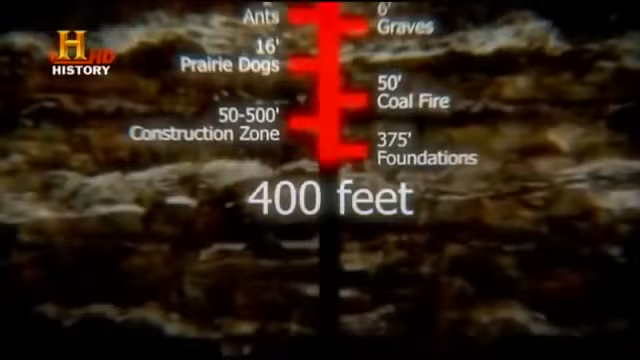 Ants
6'
Graves
16'
Prairie Dogs
50'
Coal Fire
50-500'
Construction Zone
375'
Foundations
400 feet
H HD
HISTORY